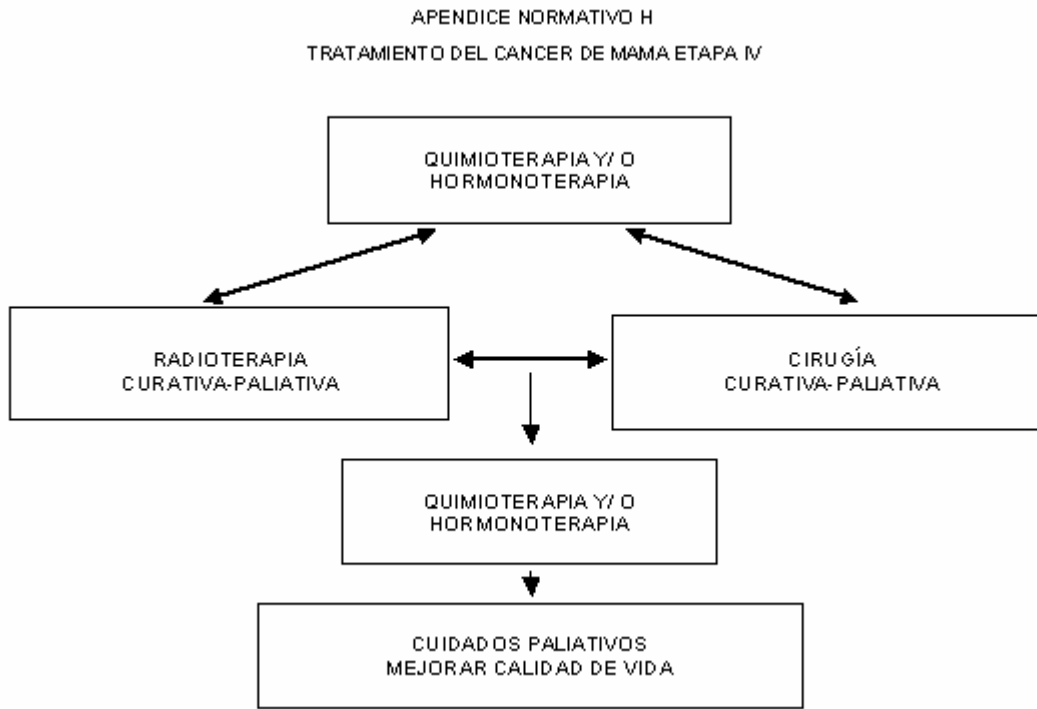 APENDICE NORMATIVO H
TRATAMIENTO DEL CANCER DE MAMA ETAPA IV
QUIMIOTERAPIA Y/ O
HORMONOTERAPIA
RADIOTERAPIA
CURATIVA-PALIATIVA
CIRUGÍA
CURATIVA-PALIATIVA
QUIMIOTERAPIA Y/ O
HORMONOTERAPIA
CUIDADOS PALIATIVOS
MEJORAR CALIDAD DE VIDA